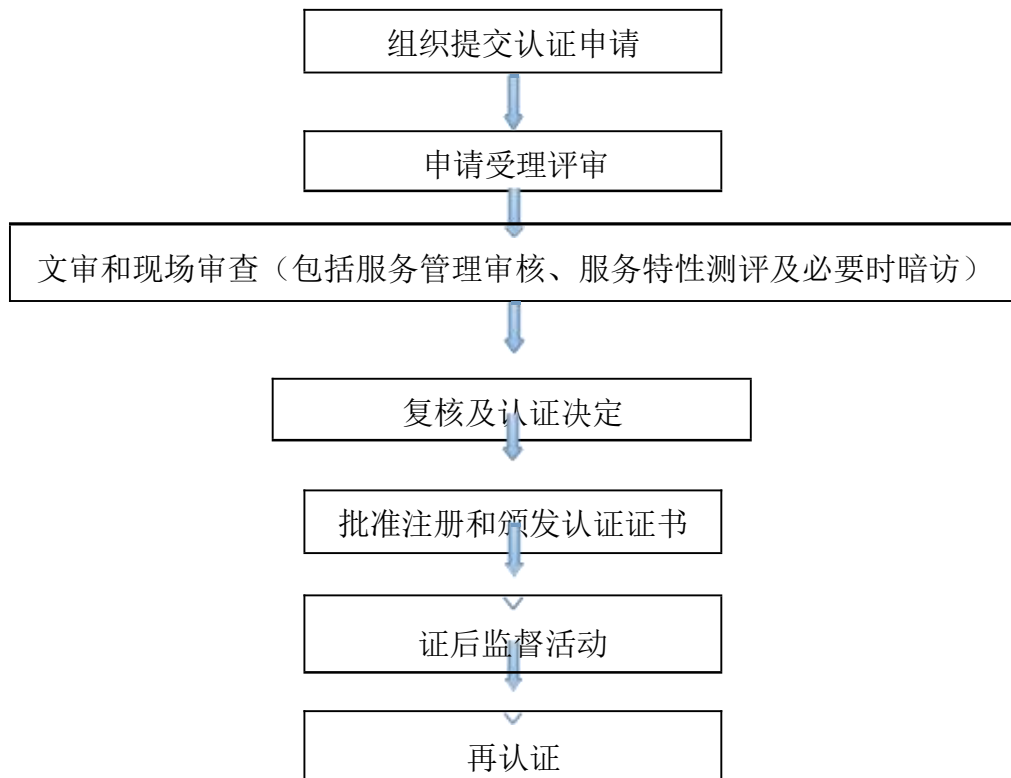 组织提交认证申请
申请受理评审
文审和现场审查（包括服务管理审核、服务特性测评及必要时暗访）
复核及认证决定
批准注册和颁发认证证书
证后监督活动
再认证